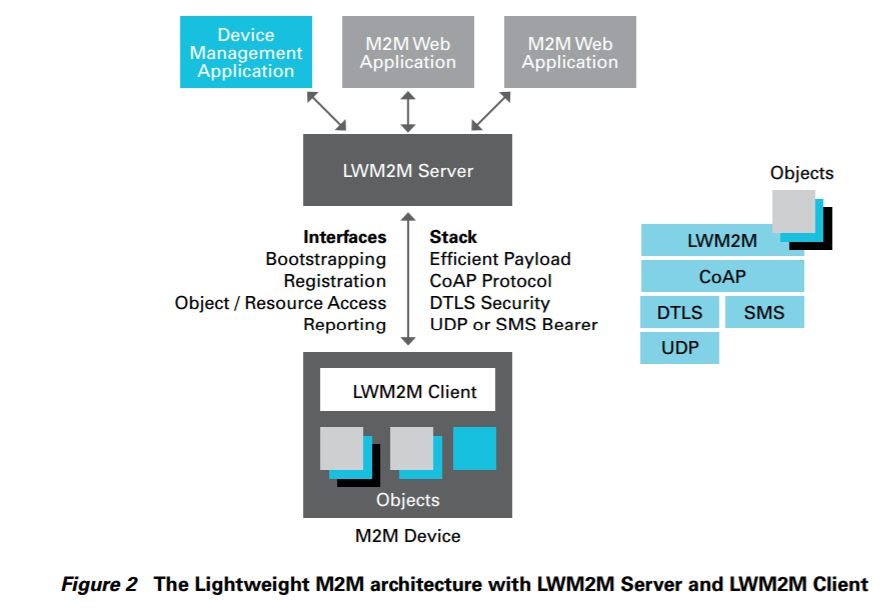 Device
Management
Application
M2M Web
Application
M2M Web
Application
LWM2M Server
Interfaces
Bootstrapping
Registration
Object / Resource Access
Reporting
Stack
Efficient Payload
CoAP Protocol
DTLS Security
UDP or SMS Bearer
Objects
LWM2M
CoAP
DTLS
SMS
UDP
LWM2M Client
Objects
M2M Device
Figure 2 The Lightweight M2M architecture with LWM2M Server and LWM2M Client